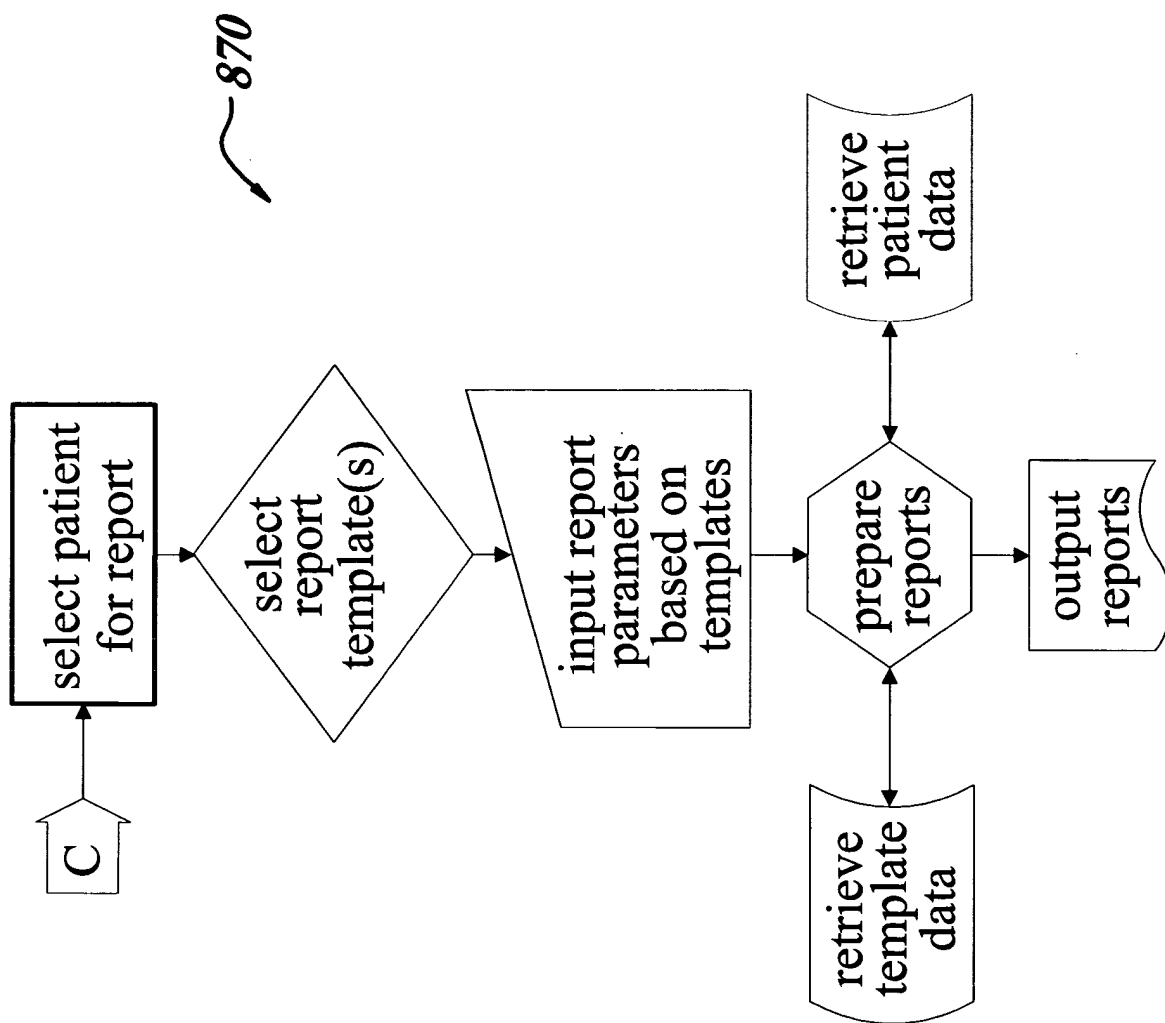 870
C
select patient
for report
select
report
template(s)
input report
parameters
based on
templates
retrieve
template
data
prepare
reports
retrieve
patient
data
output
reports